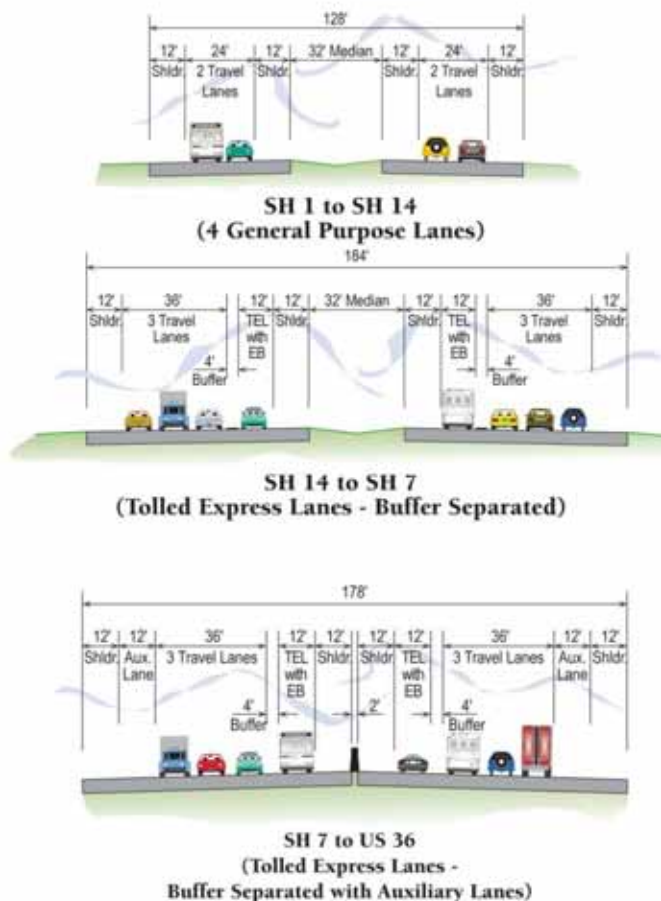 128'
12' 24' 12' 32' Median 12' 24' 12'
Shldr. 2 Travel Shldr. Shldr. 2 Travel Shldr.
Lanes Lanes
SH 1 to SH 14
(4 General Purpose Lanes)
184'
12' 36' 12' 12' 32' Median 12' 12' 36' 12'
Shldr. 3 Travel TEL Shldr. Shldr. TEL 3 Travel Shldr.
Lanes with with Lanes
4' EB EB 4'
Buffer Buffer
SH 14 to SH 7
(Tolled Express Lanes - Buffer Separated)
178'
12' 12' 36' 12' 12' 12' 12' 36' 12' 12'
Shldr. Aux. 3 Travel Lanes TEL Shldr. Shldr. TEL 3 Travel Lanes Aux. Shldr.
Lane with with Lane
EB EB
4' 2' 4'
Buffer Buffer
SH 7 to US 36
(Tolled Express Lanes -
Buffer Separated with Auxiliary Lanes)